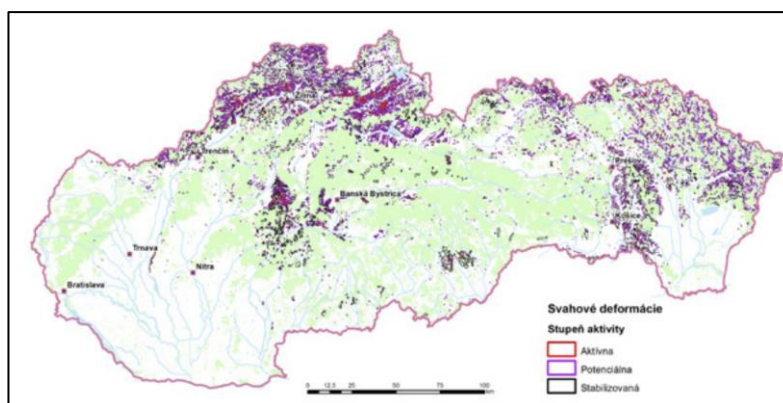 Žilina
Trenčín
Prešov
Banská Bystrica
Košice
Trnava
Nitra
Bratislava
Svahové deformácie
Stupeň aktivity
Aktívna
Potenciálna
Stabilizovaná
0 12,5 25 50 75 100